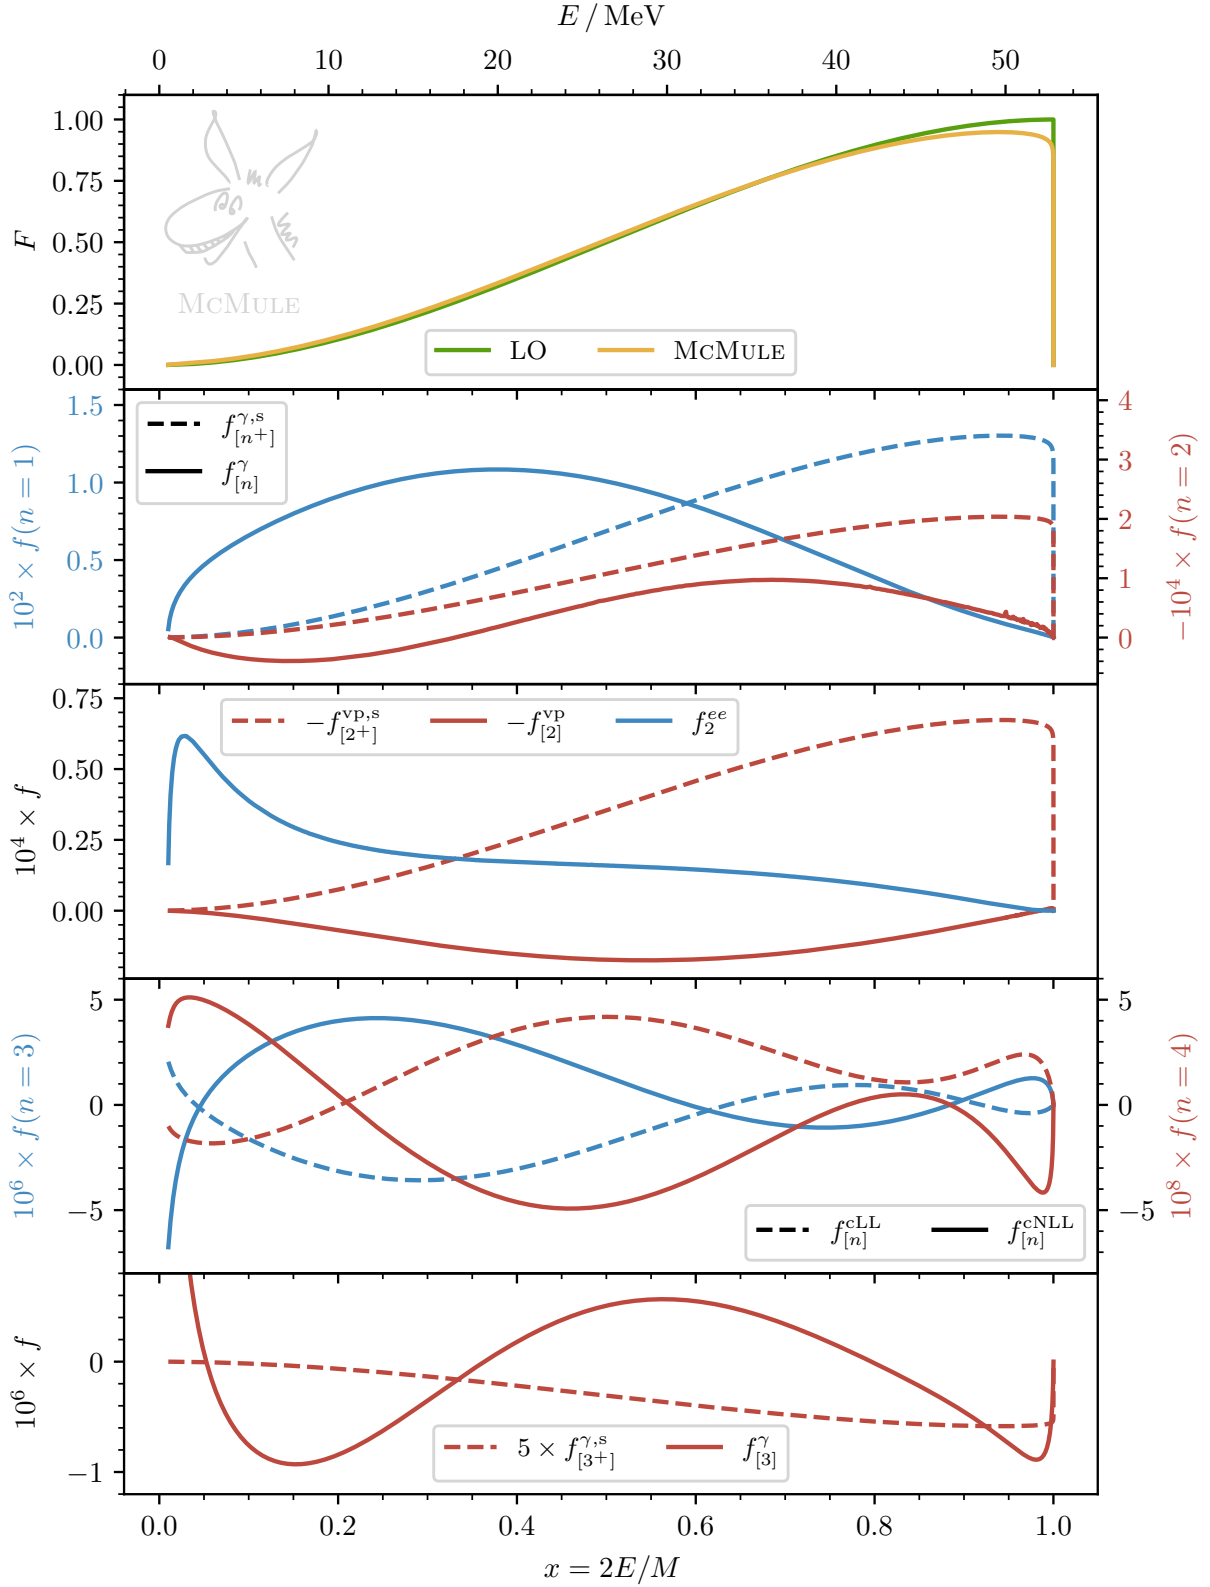 E / MeV
0 10 20 30 40 50
1.00
0.75
0.50
0.25
0.00
F
McMule
LO McMule
1.5
1.0
0.5
0.0
10² × f(n = 1)
f^{γ,s}_{[n⁺]}
f^{γ}_{[n]}
4
3
2
1
0
−10⁴ × f(n = 2)
0.75
0.50
0.25
0.00
10⁴ × f
−f^{vp,s}_{[2⁺]} −f^{vp}_{[2]} f^{ee}_{2}
5
0
−5
10⁶ × f(n = 3)
5
0
−5
10⁸ × f(n = 4)
f^{cLL}_{[n]} f^{cNLL}_{[n]}
0
−1
10⁶ × f
5 × f^{γ,s}_{[3⁺]} f^{γ}_{[3]}
0.0 0.2 0.4 0.6 0.8 1.0
x = 2E/M